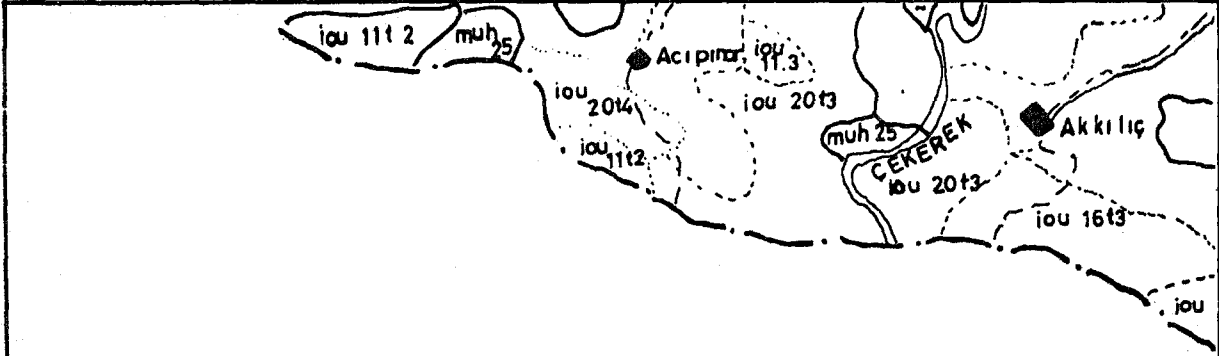 iou 11t 2
muh 25
Acıpınar
iou 11.3
iou 20t4
iou 20t3
iou 11t2
muh 25
ÇEKEREK
iou 20t3
Akkılıç
iou 16t3
iou